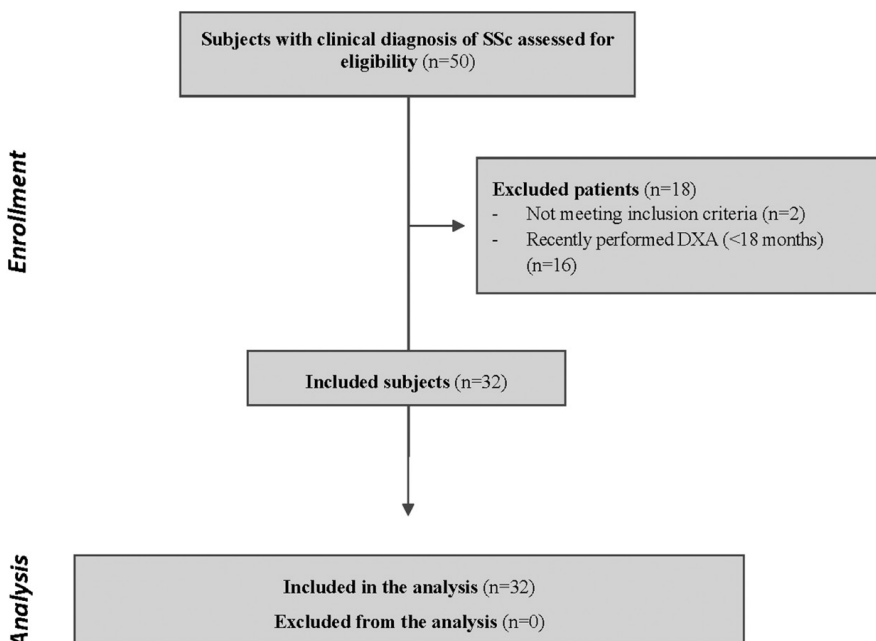 Subjects with clinical diagnosis of SSc assessed for
eligibility (n=50)
Enrollment
Excluded patients (n=18)
- Not meeting inclusion criteria (n=2)
- Recently performed DXA (<18 months)
(n=16)
Included subjects (n=32)
Analysis
Included in the analysis (n=32)
Excluded from the analysis (n=0)